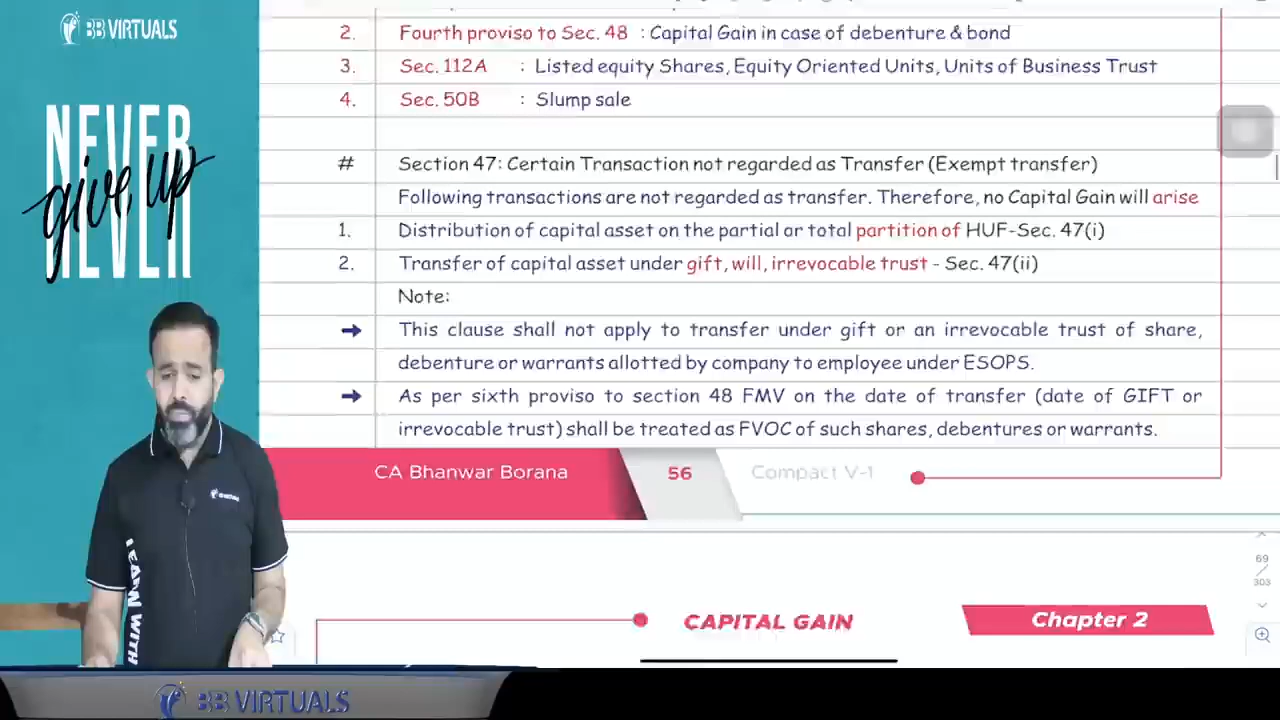 BB VIRTUALS
NEVER
give up
NEVER
2. Fourth proviso to Sec. 48 : Capital Gain in case of debenture & bond
3. Sec. 112A : Listed equity Shares, Equity Oriented Units, Units of Business Trust
4. Sec. 50B : Slump sale
# Section 47: Certain Transaction not regarded as Transfer (Exempt transfer)
Following transactions are not regarded as transfer. Therefore, no Capital Gain will arise
1. Distribution of capital asset on the partial or total partition of HUF-Sec. 47(i)
2. Transfer of capital asset under gift, will, irrevocable trust - Sec. 47(ii)
Note:
This clause shall not apply to transfer under gift or an irrevocable trust of share,
debenture or warrants allotted by company to employee under ESOPS.
As per sixth proviso to section 48 FMV on the date of transfer (date of GIFT or
irrevocable trust) shall be treated as FVOC of such shares, debentures or warrants.
CA Bhanwar Borana 56 Compact V-1
69
/
303
CAPITAL GAIN Chapter 2
LEARN WITH
BB VIRTUALS